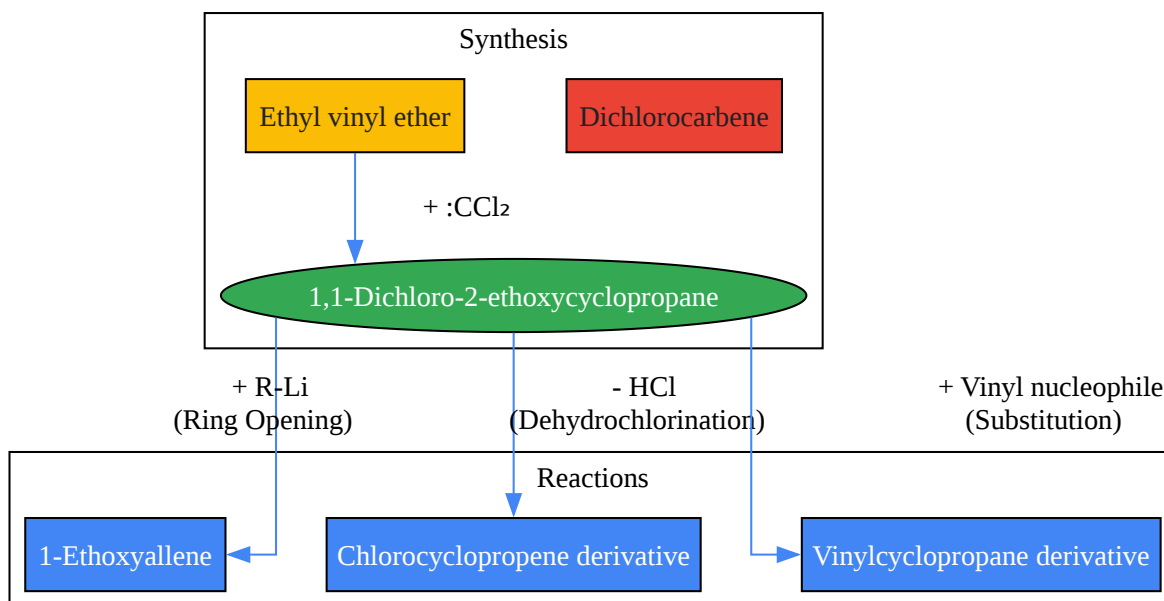 Synthesis
Ethyl vinyl ether
Dichlorocarbene
+ :CCl₂
1,1-Dichloro-2-ethoxycyclopropane
+ R-Li
(Ring Opening)
- HCl
(Dehydrochlorination)
+ Vinyl nucleophile
(Substitution)
Reactions
1-Ethoxyallene
Chlorocyclopropene derivative
Vinylcyclopropane derivative